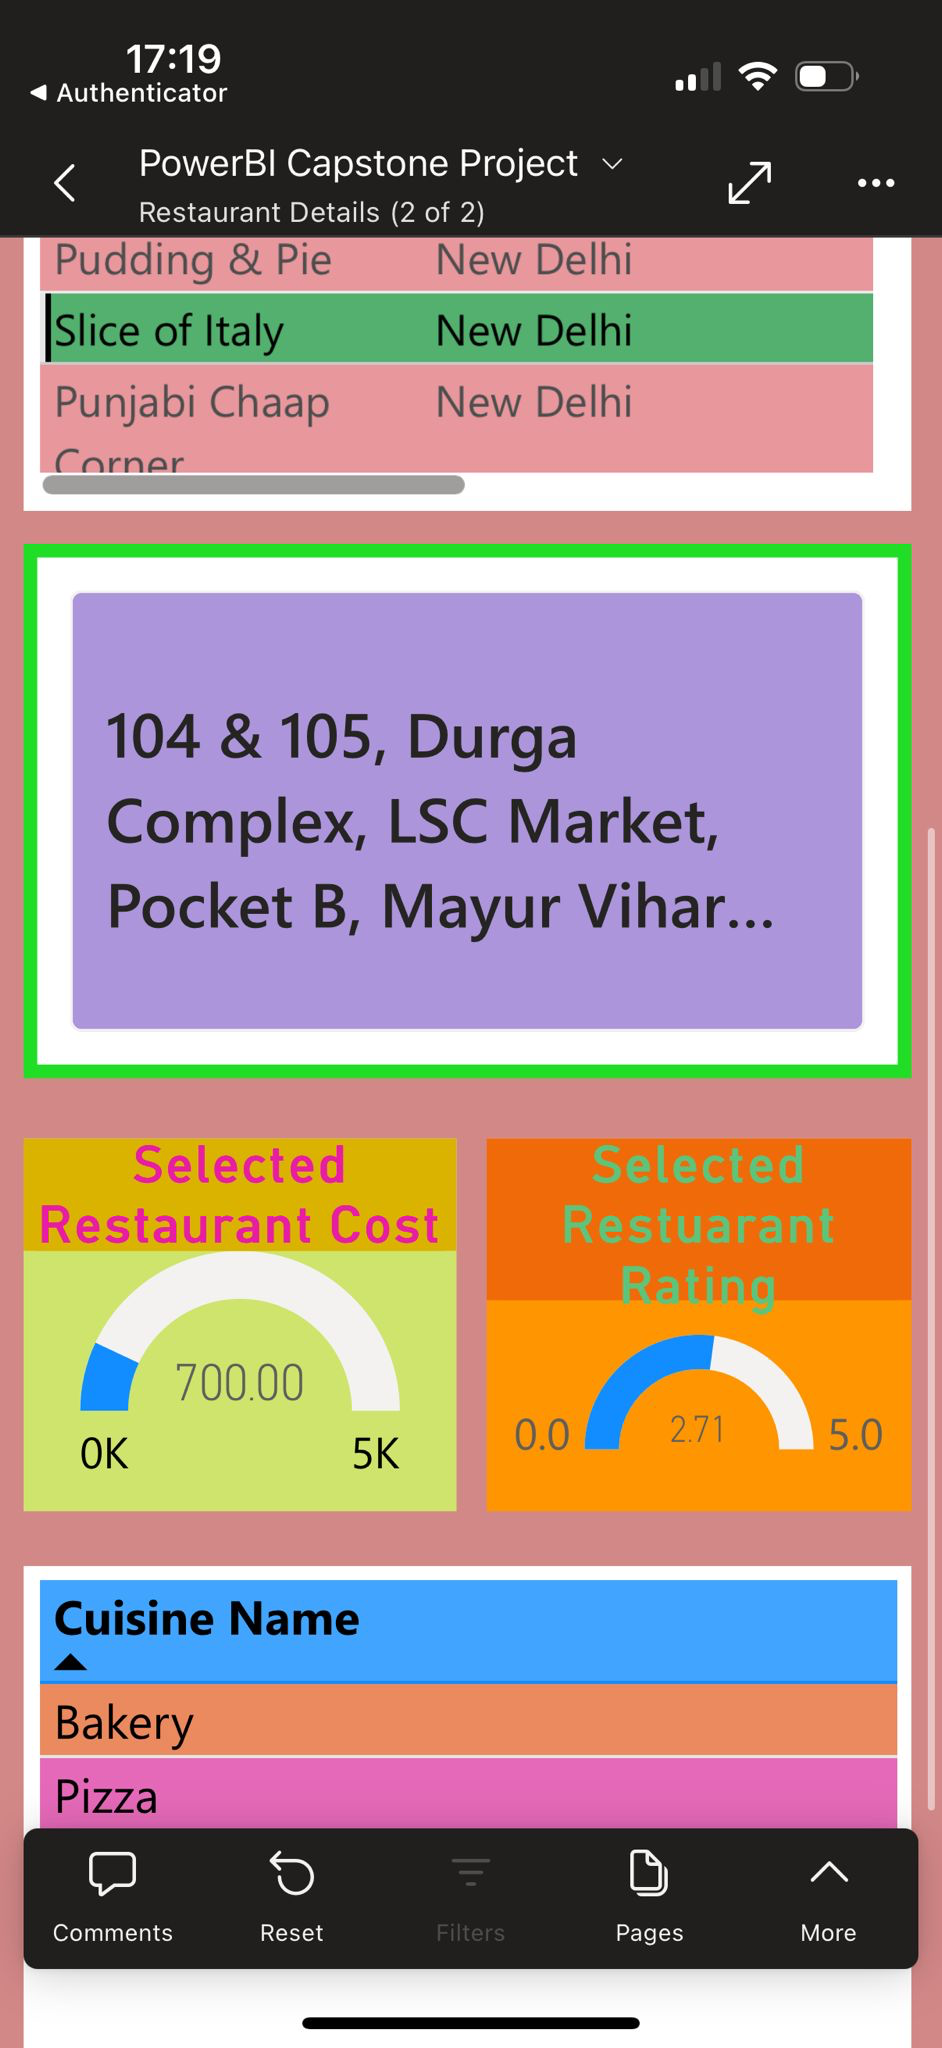 17:19
◀ Authenticator
PowerBI Capstone Project
Restaurant Details (2 of 2)
Pudding & Pie New Delhi
Slice of Italy New Delhi
Punjabi Chaap New Delhi
Corner
104 & 105, Durga
Complex, LSC Market,
Pocket B, Mayur Vihar...
Selected
Restaurant Cost
700.00
0K 5K
Selected
Restuarant
Rating
0.0 2.71 5.0
Cuisine Name
Bakery
Pizza
Comments Reset Filters Pages More